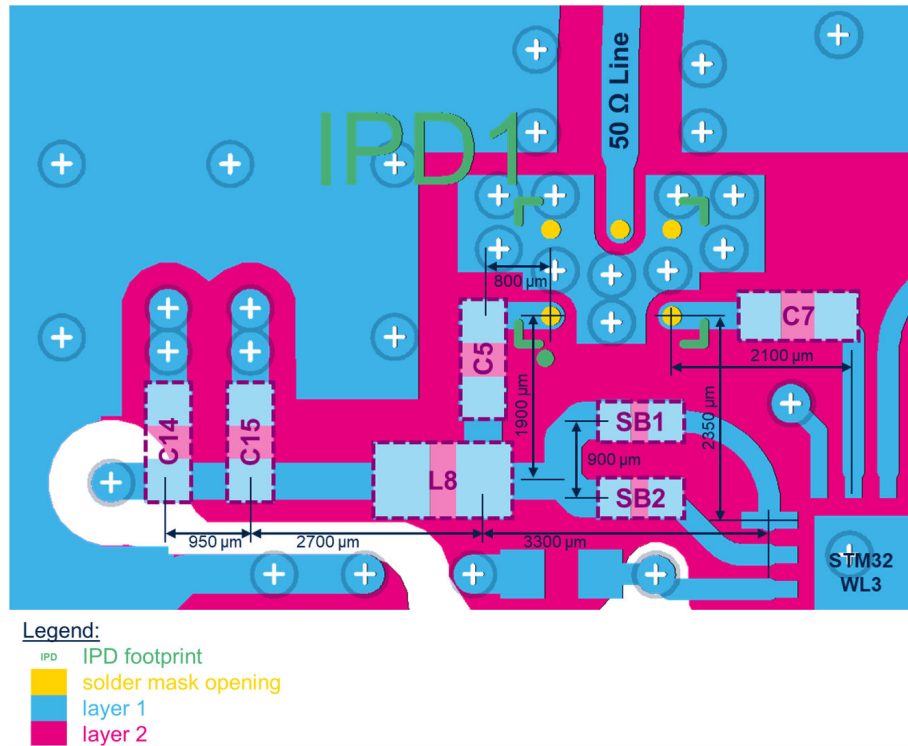 50 Ω Line
IPD1
800 µm
C5
C7
2100 µm
1900 µm
2350 µm
C14
C15
SB1
L8
900 µm
SB2
950 µm
2700 µm
3300 µm
STM32
WL3
Legend:
IPD IPD footprint
solder mask opening
layer 1
layer 2